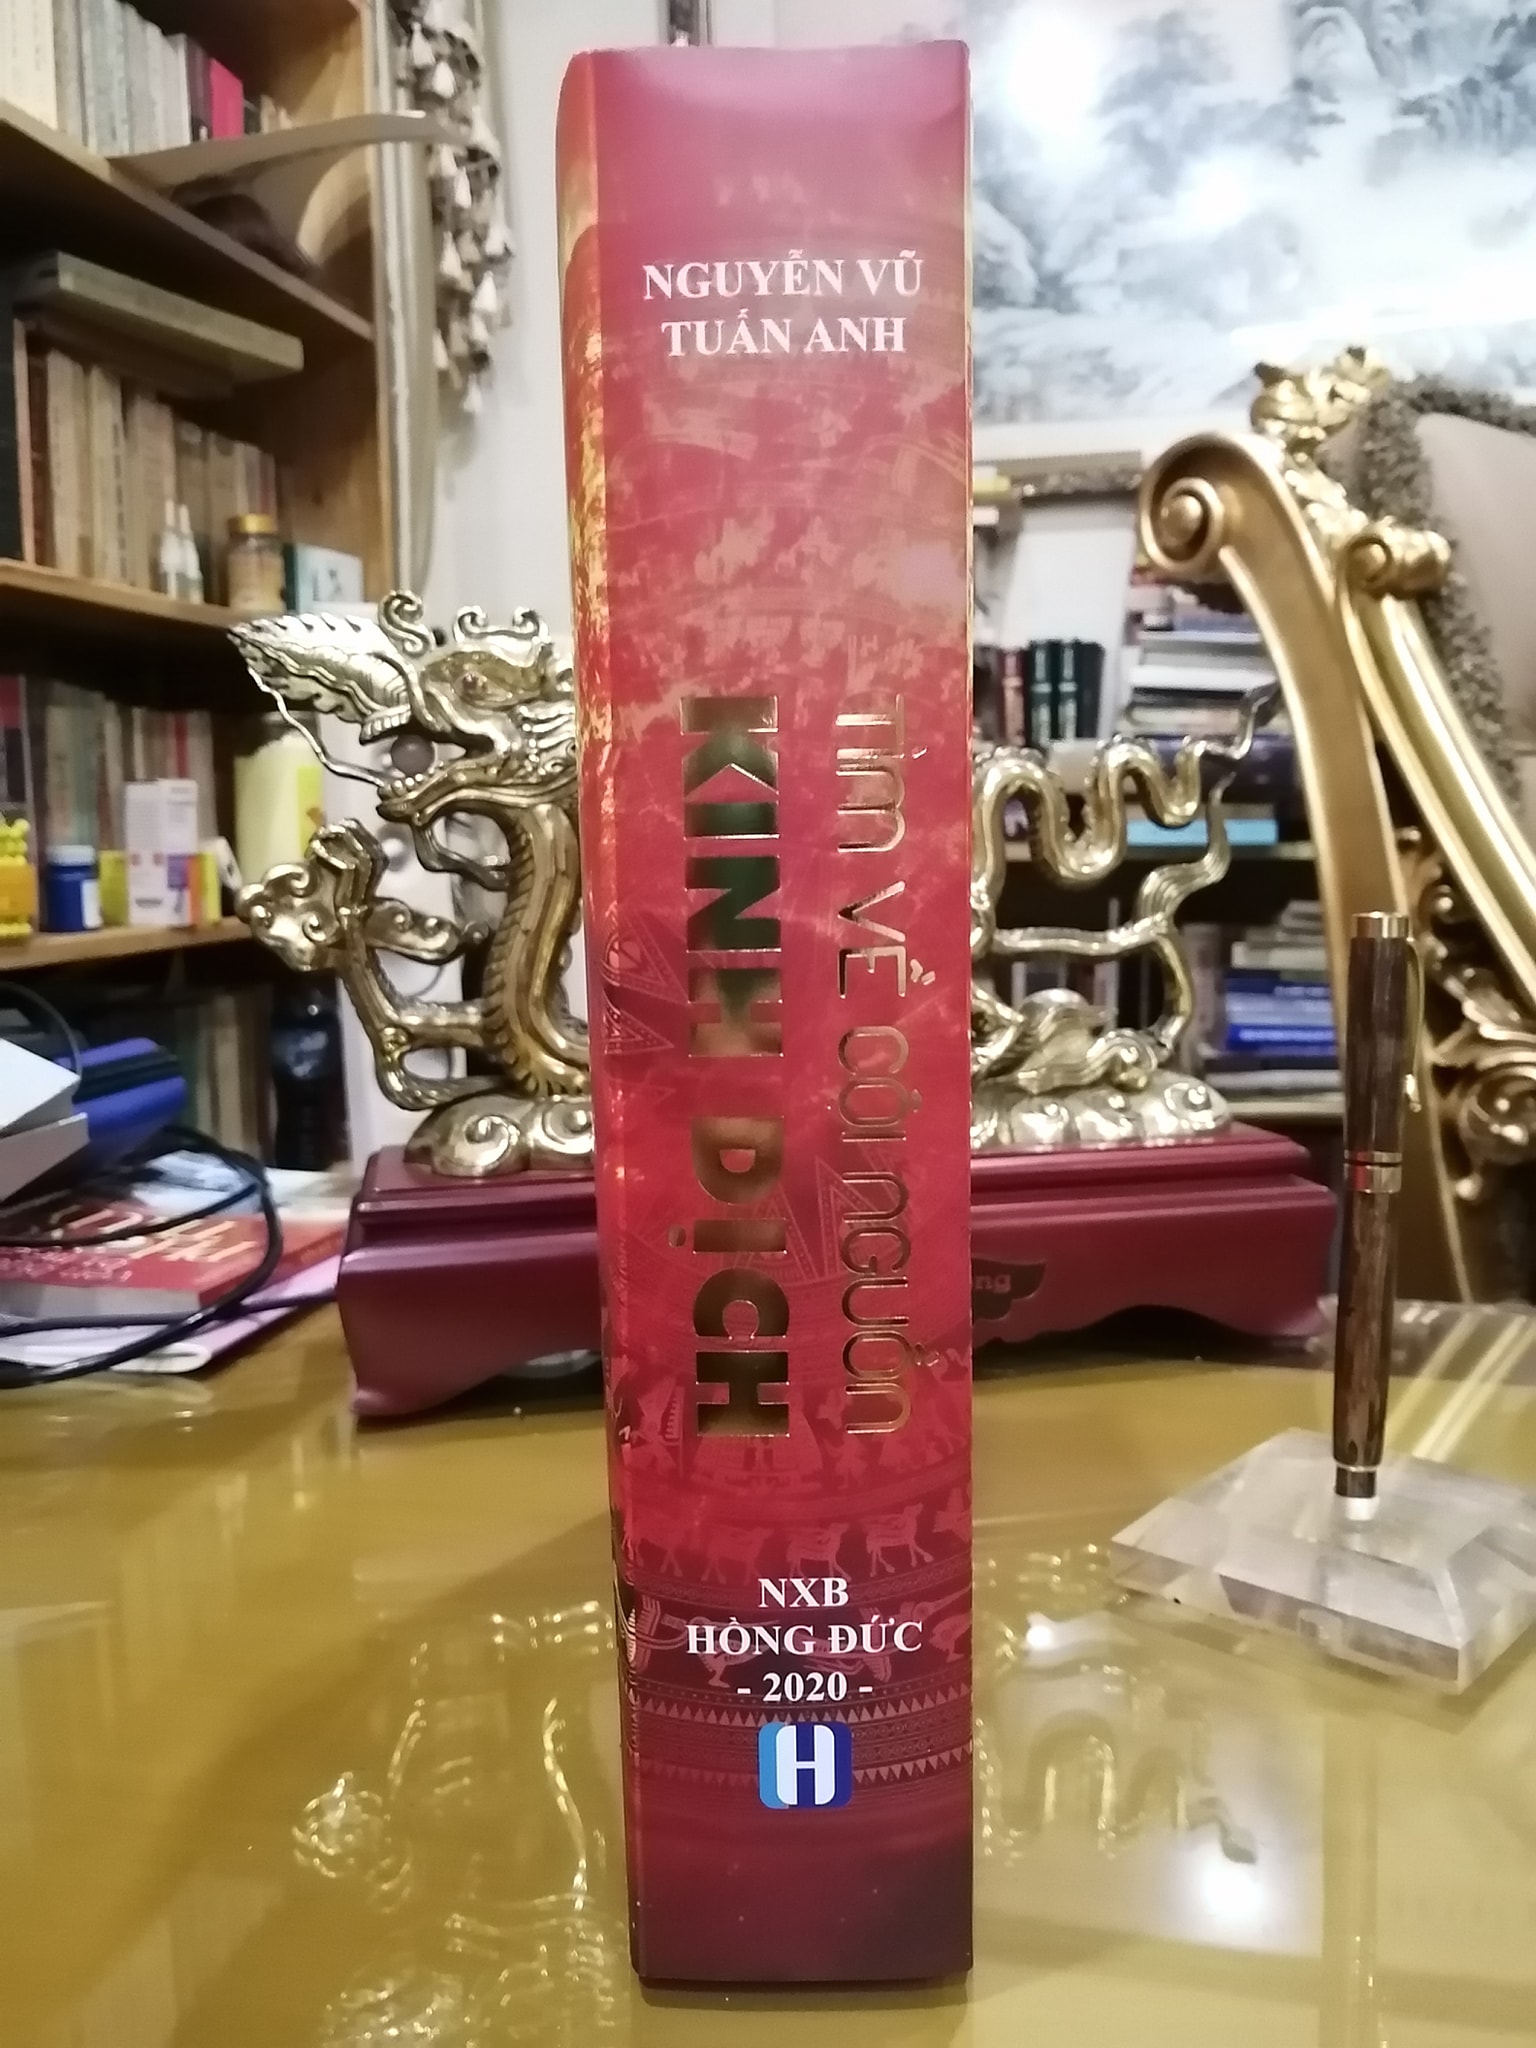 NGUYỄN VŨ
TUẤN ANH
TÌM VỀ CỘI NGUỒN
KINH DỊCH
NXB
HỒNG ĐỨC
- 2020 -
H